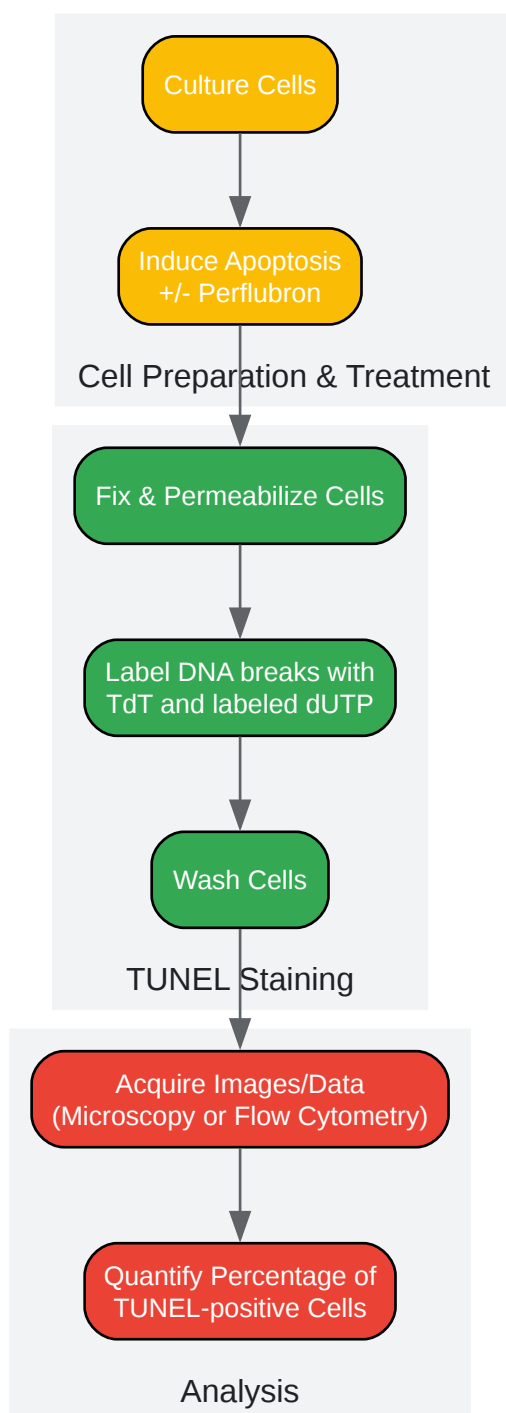 Culture Cells
Induce Apoptosis
+/- Perflubron
Cell Preparation & Treatment
Fix & Permeabilize Cells
Label DNA breaks with
TdT and labeled dUTP
Wash Cells
TUNEL Staining
Acquire Images/Data
(Microscopy or Flow Cytometry)
Quantify Percentage of
TUNEL-positive Cells
Analysis